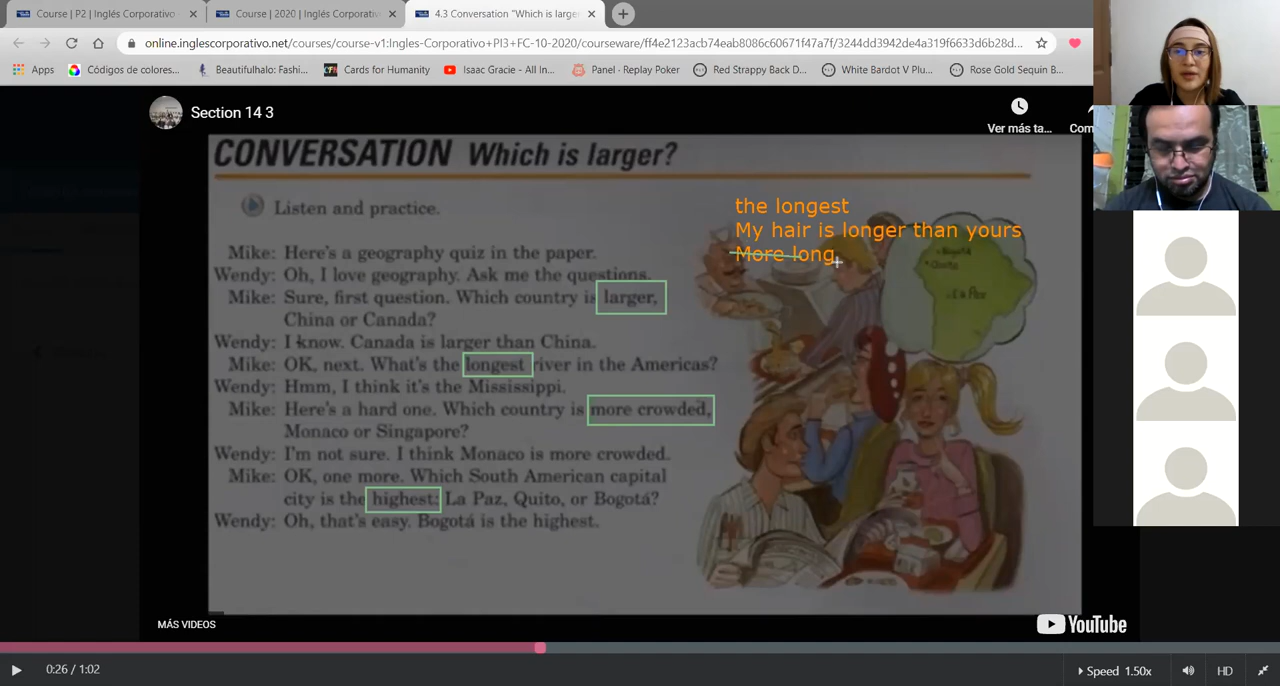 Course | P2 | Inglés Corporativo
Course | 2020 | Inglés Corporativ
4.3 Conversation "Which is large
online.inglescorporativo.net/courses/course-v1:Ingles-Corporativo+PI3+FC-10-2020/courseware/ff4e2123acb74eab8086c60671f47a7f/3244dd3942de4a319f6633d6b28d...
Apps
Códigos de colores...
Beautifulhalo: Fashi...
Cards for Humanity
Isaac Gracie - All In...
Panel · Replay Poker
Red Strappy Back D...
White Bardot V Plu...
Rose Gold Sequin B...
Section 14 3
Ver más ta...
Com
CONVERSATION Which is larger?
Listen and practice.
the longest
My hair is longer than yours
More long
Mike: Here's a geography quiz in the paper.
Wendy: Oh, I love geography. Ask me the questions.
Mike: Sure, first question. Which country is larger,
China or Canada?
Wendy: I know. Canada is larger than China.
Mike: OK, next. What's the longest river in the Americas?
Wendy: Hmm, I think it's the Mississippi.
Mike: Here's a hard one. Which country is more crowded,
Monaco or Singapore?
Wendy: I'm not sure. I think Monaco is more crowded.
Mike: OK, one more. Which South American capital
city is the highest: La Paz, Quito, or Bogotá?
Wendy: Oh, that's easy. Bogotá is the highest.
Bogotá
Quito
La Paz
MÁS VIDEOS
YouTube
0:26 / 1:02
Speed 1.50x
HD